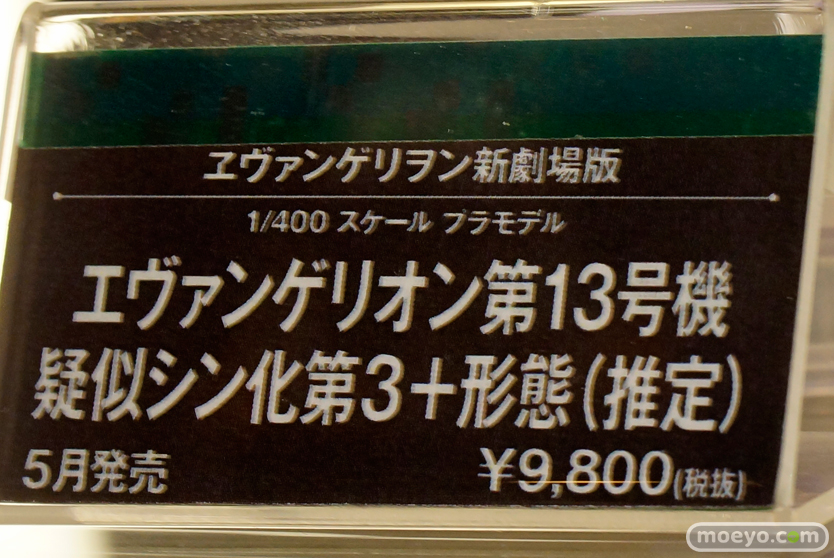 ヱヴァンゲリヲン新劇場版
1/400 スケール プラモデル
エヴァンゲリオン第13号機
疑似シン化第3+形態(推定)
5月発売 ¥9,800(税抜)
moeyo.com